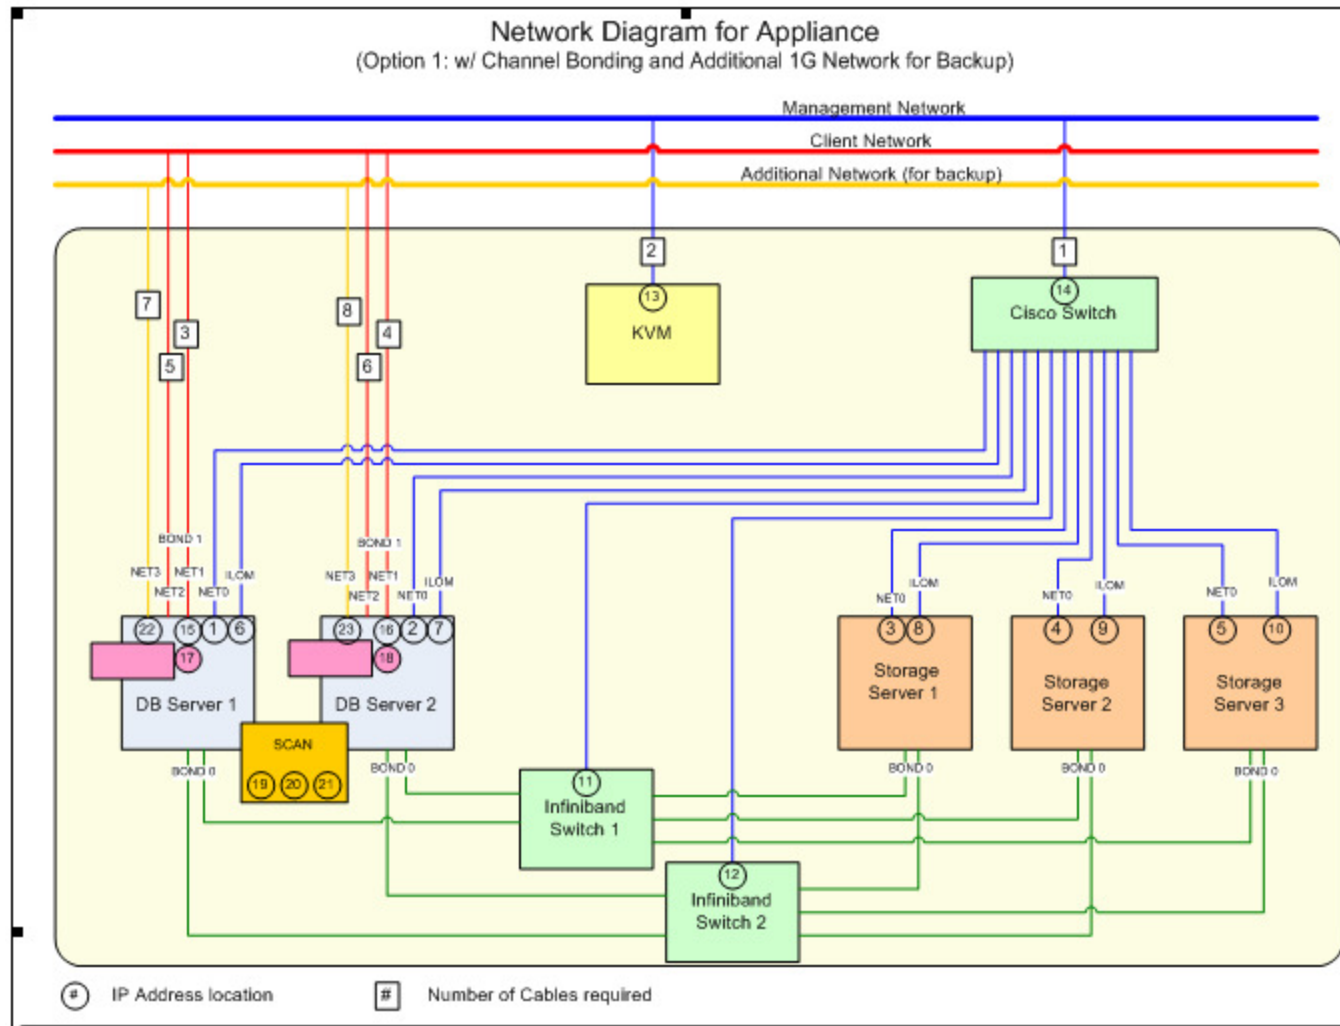 Network Diagram for Appliance
(Option 1: w/ Channel Bonding and Additional 1G Network for Backup)
Management Network
Client Network
Additional Network (for backup)
2
1
7
8
3
4
5
6
13
KVM
14
Cisco Switch
BOND 1
BOND 1
NET3
NET1
ILOM
NET2
NET0
NET3
NET1
ILOM
NET2
NET0
NET0
ILOM
NET0
ILOM
NET0
ILOM
22
15
1
6
17
DB Server 1
23
16
2
7
18
DB Server 2
3
8
Storage
Server 1
4
9
Storage
Server 2
5
10
Storage
Server 3
SCAN
19
20
21
BOND 0
BOND 0
BOND 0
BOND 0
BOND 0
11
Infiniband
Switch 1
12
Infiniband
Switch 2
# IP Address location
# Number of Cables required